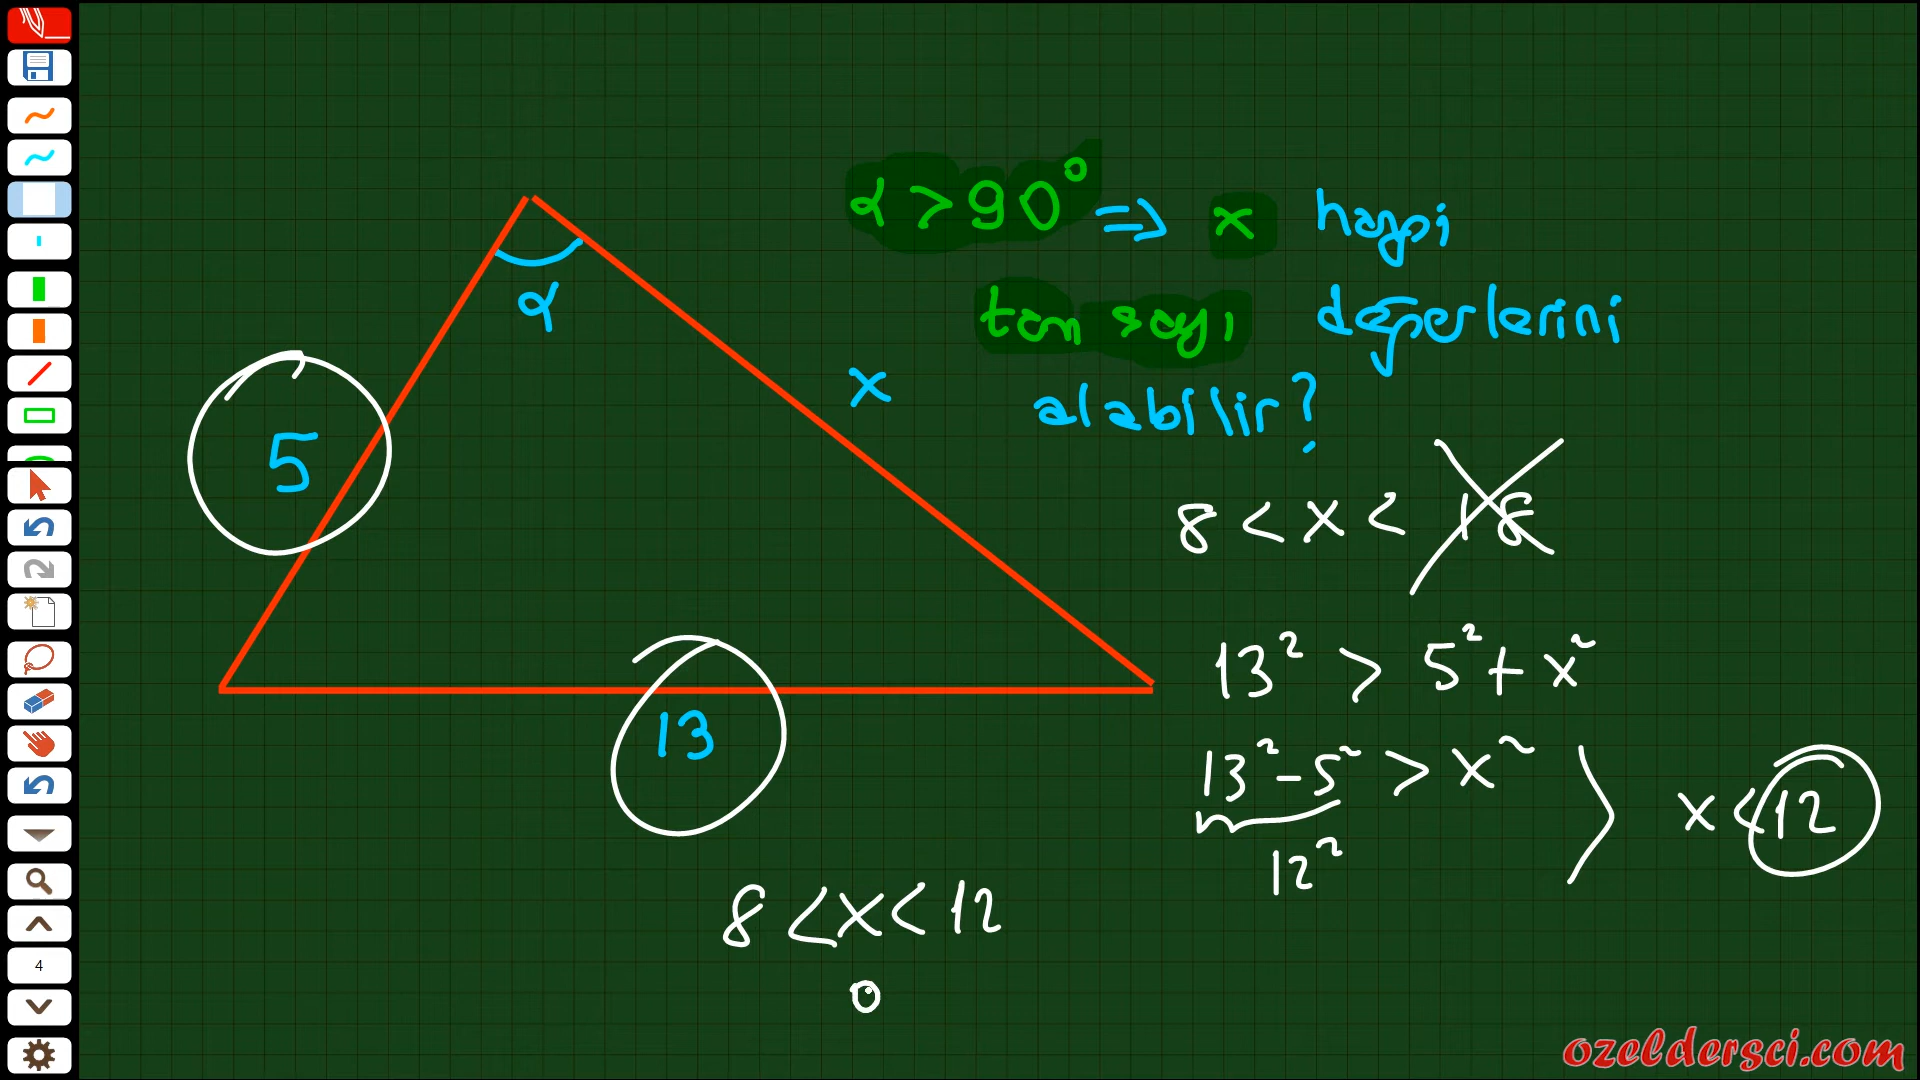 α > 90° ⇒ x hangi
tam sayı değerlerini
alabilir?
α
5
x
13
8 < x < 18
13² > 5² + x²
13² - 5² > x²
12²
x < 12
8 < x < 12
4
ozeldersci.com